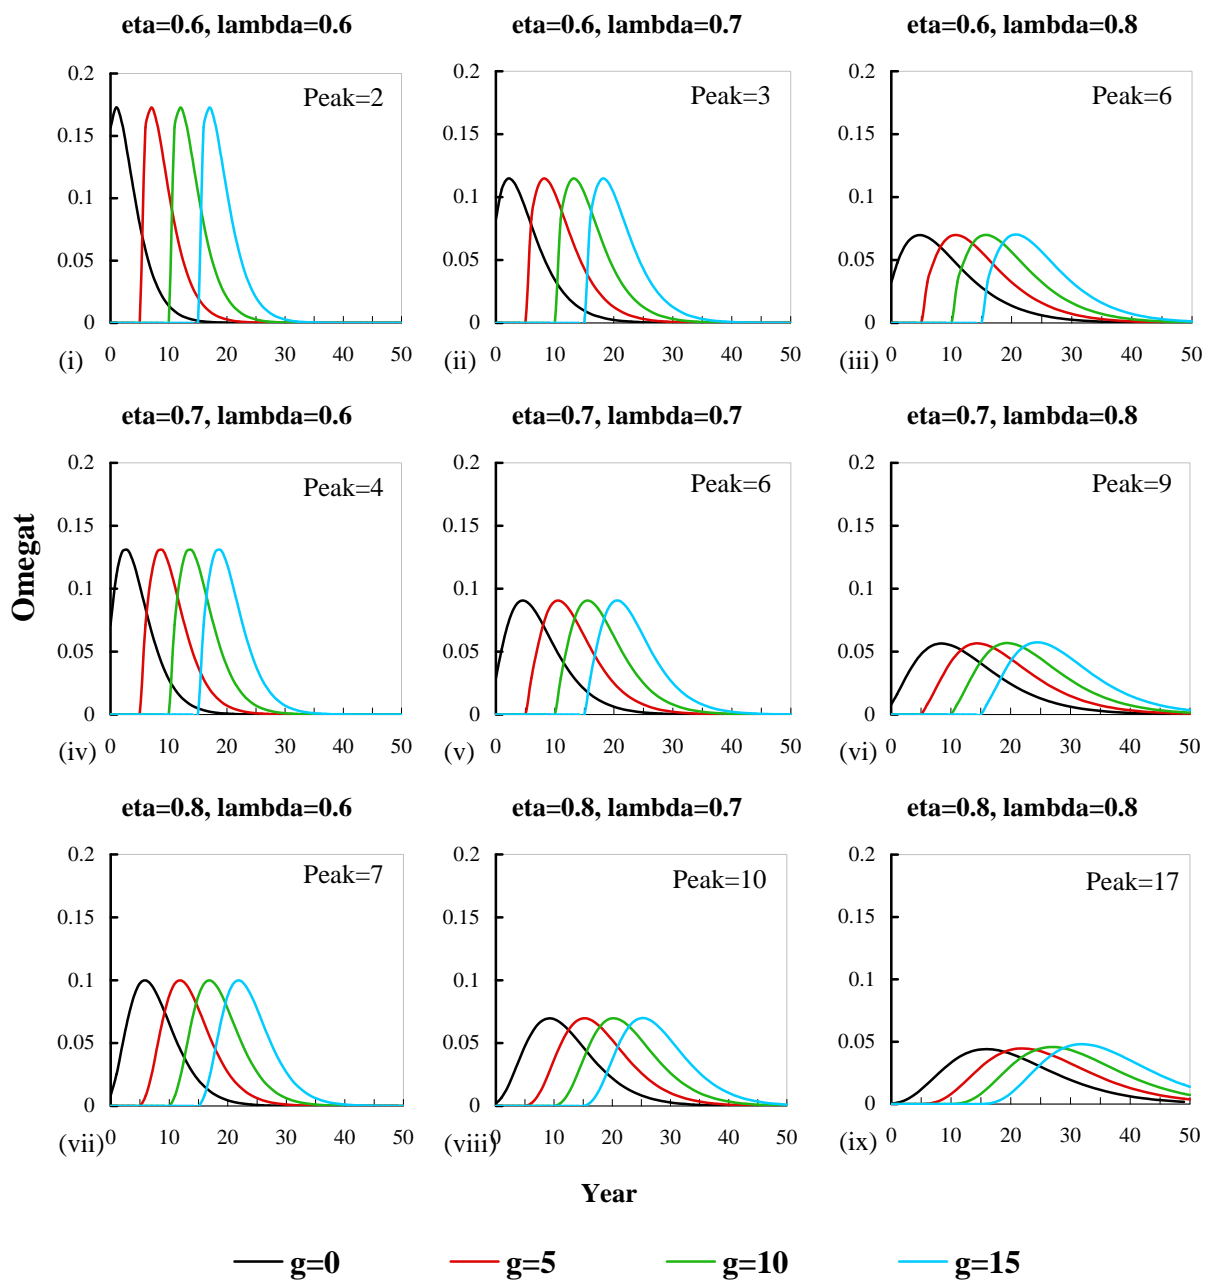 eta=0.6, lambda=0.6 eta=0.6, lambda=0.7 eta=0.6, lambda=0.8
0.2 0.2 0.2
Peak=2 Peak=3 Peak=6
0.15 0.15 0.15
0.1 0.1 0.1
0.05 0.05 0.05
0 0 0
(i) 0 10 20 30 40 50 (ii) 0 10 20 30 40 50 (iii) 0 10 20 30 40 50
eta=0.7, lambda=0.6 eta=0.7, lambda=0.7 eta=0.7, lambda=0.8
0.2 0.2 0.2
Peak=4 Peak=6 Peak=9
0.15 0.15 0.15
Omegat
0.1 0.1 0.1
0.05 0.05 0.05
0 0 0
(iv) 0 10 20 30 40 50 (v) 0 10 20 30 40 50 (vi) 0 10 20 30 40 50
eta=0.8, lambda=0.6 eta=0.8, lambda=0.7 eta=0.8, lambda=0.8
0.2 0.2 0.2
Peak=7 Peak=10 Peak=17
0.15 0.15 0.15
0.1 0.1 0.1
0.05 0.05 0.05
0 0 0
(vii) 0 10 20 30 40 50 (viii) 0 10 20 30 40 50 (ix) 0 10 20 30 40 50
Year
g=0 g=5 g=10 g=15